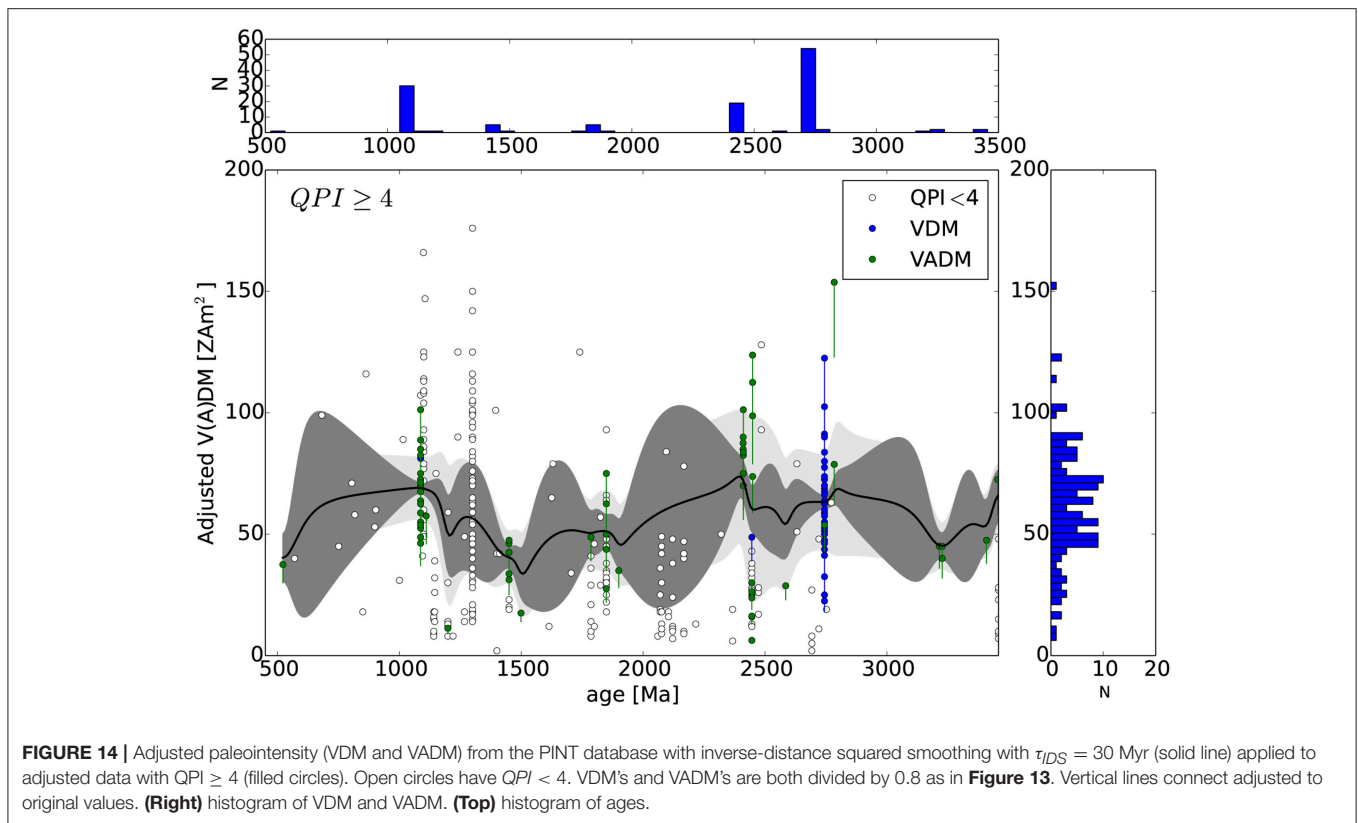 60
50
40
30
20
10
0
N
500 1000 1500 2000 2500 3000 3500
200
150
100
50
0
Adjusted V(A)DM [ZAm²]
QPI ≥ 4
QPI <4
VDM
VADM
500 1000 1500 2000 2500 3000
age [Ma]
200
150
100
50
0
0 10 20
N
FIGURE 14 | Adjusted paleointensity (VDM and VADM) from the PINT database with inverse-distance squared smoothing with τIDS = 30 Myr (solid line) applied to
adjusted data with QPI ≥ 4 (filled circles). Open circles have QPI < 4. VDM's and VADM's are both divided by 0.8 as in Figure 13. Vertical lines connect adjusted to
original values. (Right) histogram of VDM and VADM. (Top) histogram of ages.